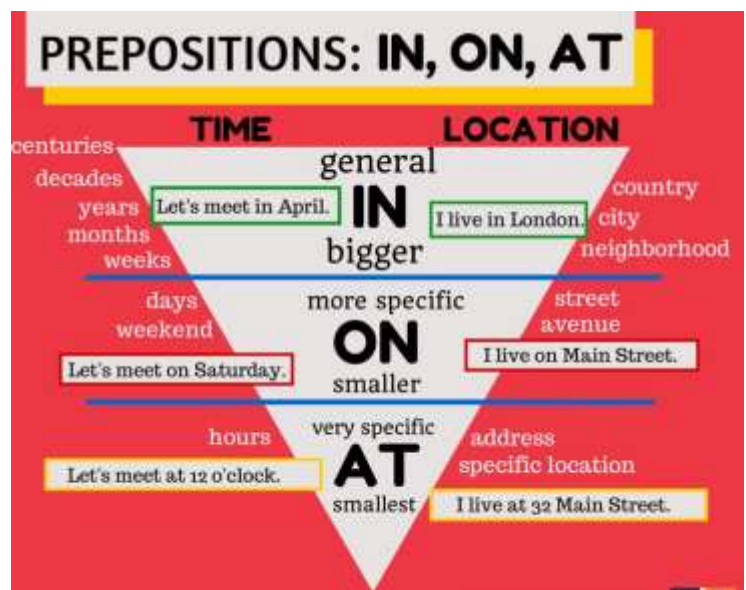 PREPOSITIONS: IN, ON, AT
TIME
LOCATION
centuries
decades
years
months
weeks
Let's meet in April.
general
IN
bigger
I live in London.
country
city
neighborhood
days
weekend
Let's meet on Saturday.
more specific
ON
smaller
street
avenue
I live on Main Street.
hours
Let's meet at 12 o'clock.
very specific
AT
smallest
address
specific location
I live at 32 Main Street.